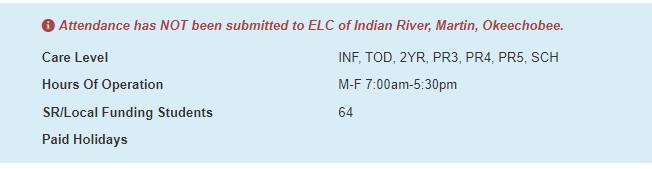 Attendance has NOT been submitted to ELC of Indian River, Martin, Okeechobee.
Care Level INF, TOD, 2YR, PR3, PR4, PR5, SCH
Hours Of Operation M-F 7:00am-5:30pm
SR/Local Funding Students 64
Paid Holidays